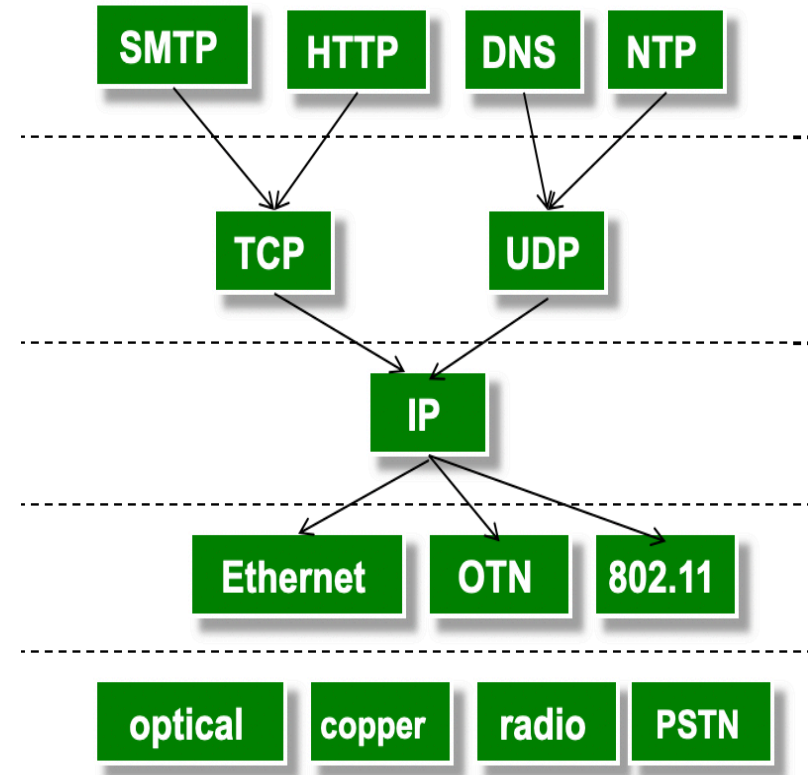 SMTP HTTP DNS NTP
TCP UDP
IP
Ethernet OTN 802.11
optical copper radio PSTN